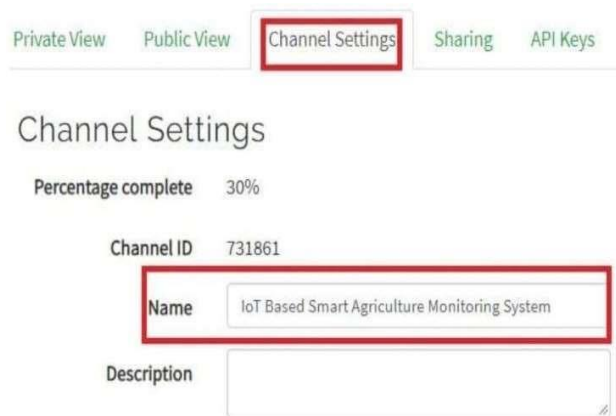 Private View Public View Channel Settings Sharing API Keys
Channel Settings
Percentage complete 30%
Channel ID 731861
Name IoT Based Smart Agriculture Monitoring System
Description